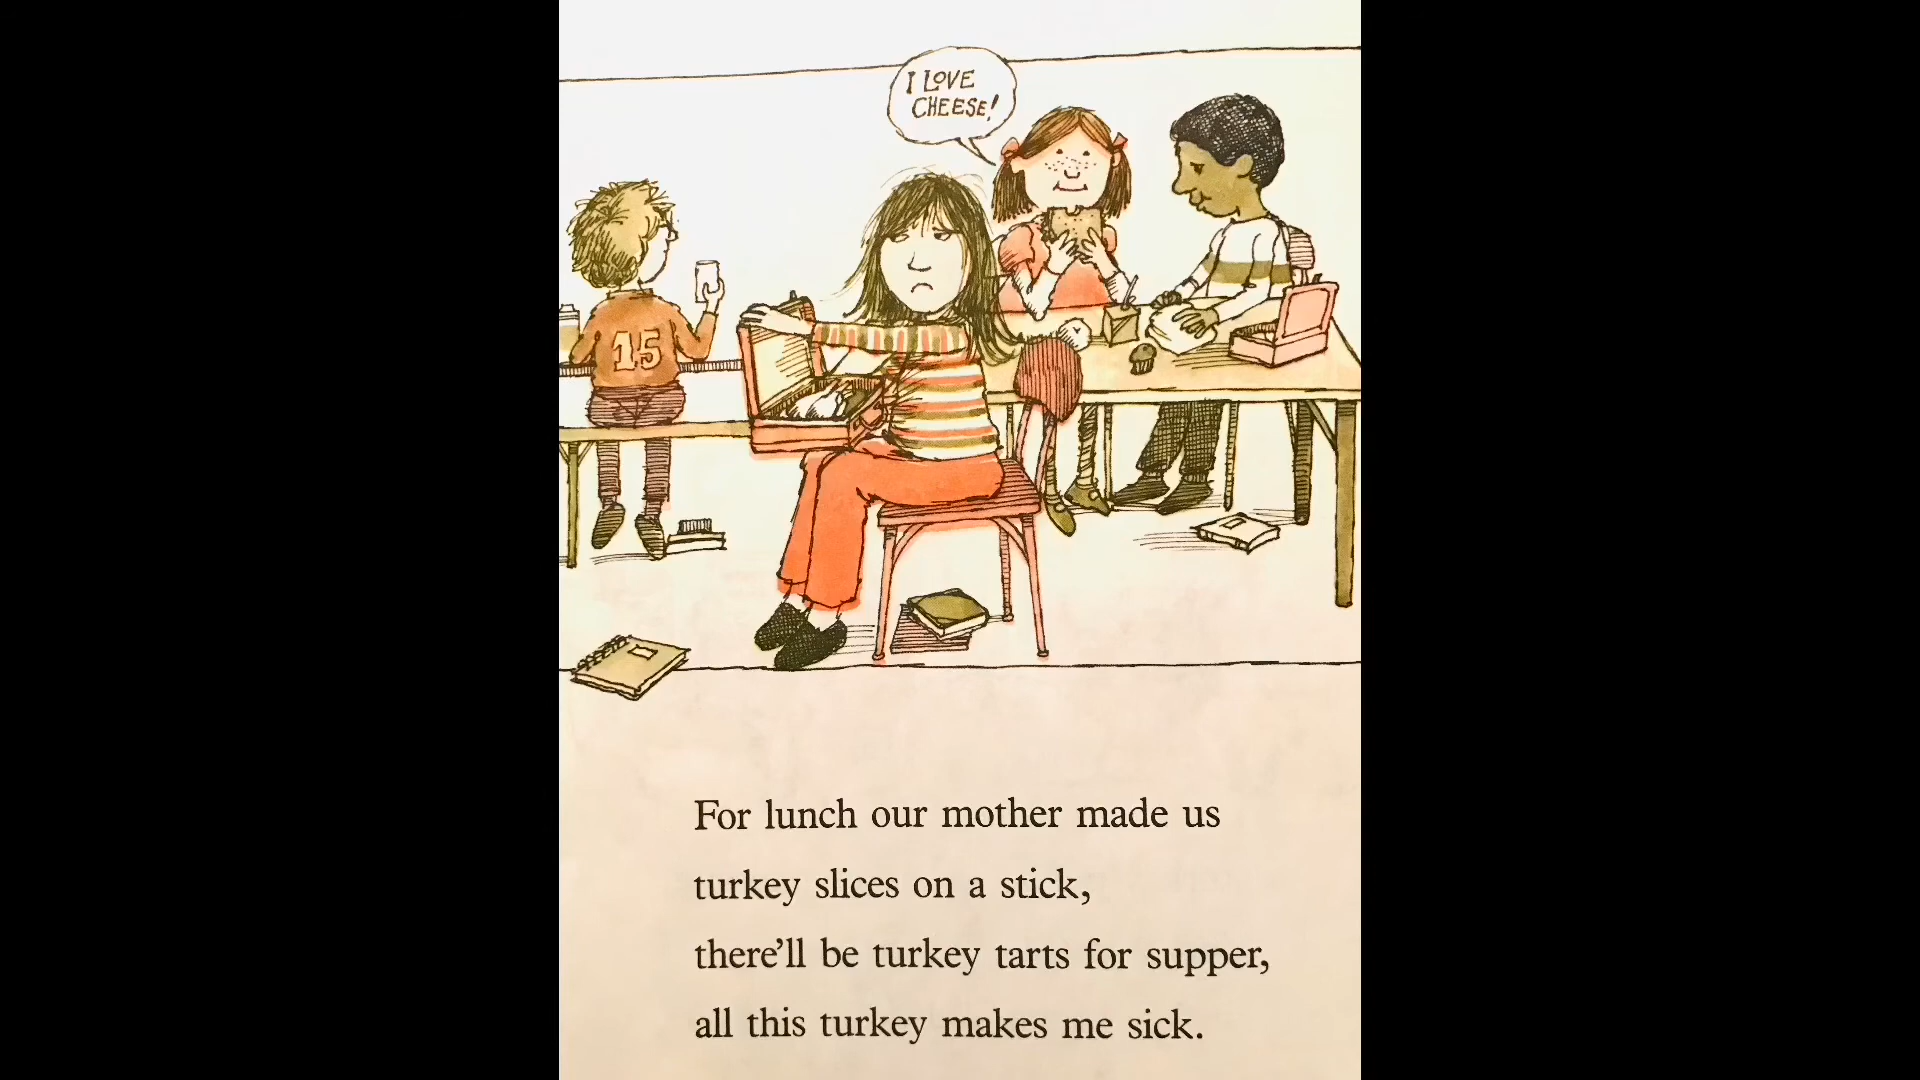 I LOVE
CHEESE!
15
For lunch our mother made us
turkey slices on a stick,
there'll be turkey tarts for supper,
all this turkey makes me sick.